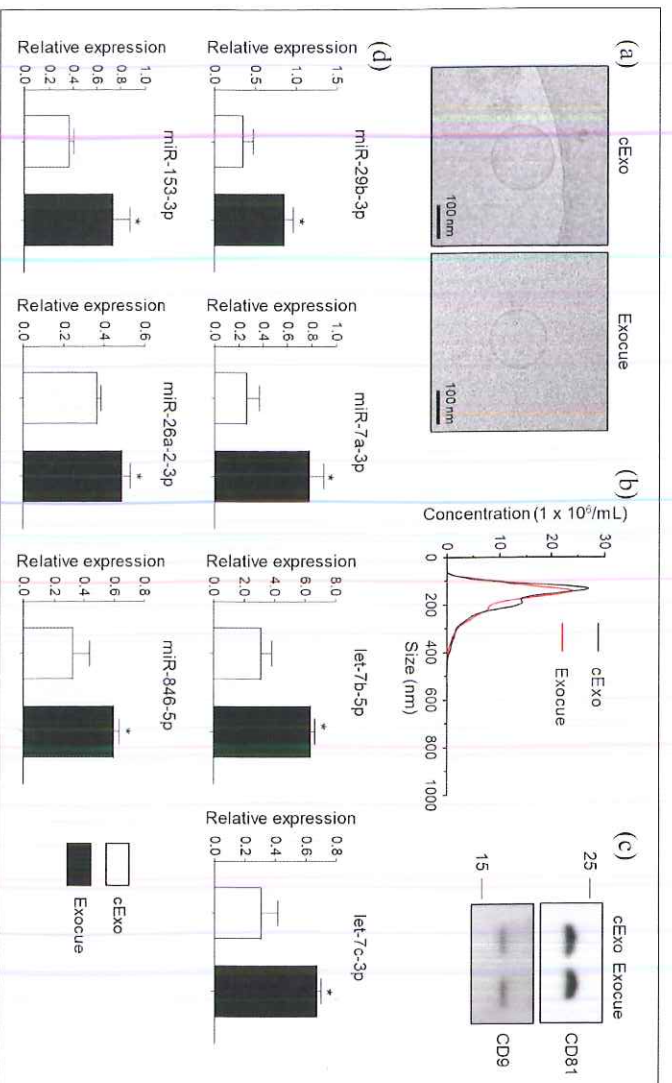 (a)
cExo
Exocue
100 nm
100 nm
(b)
Concentration (1 x 10⁶/mL)
30
20
10
0
0
200
400
600
800
1000
Size (nm)
cExo
Exocue
(c)
cExo Exocue
25
CD81
15
CD9
(d)
miR-29b-3p
Relative expression
1.5
1.0
0.5
0.0
*
miR-7a-3p
Relative expression
1.0
0.8
0.6
0.4
0.2
0.0
*
let-7b-5p
Relative expression
8.0
6.0
4.0
2.0
0.0
*
let-7c-3p
Relative expression
0.8
0.6
0.4
0.2
0.0
*
miR-153-3p
Relative expression
1.0
0.8
0.6
0.4
0.2
0.0
*
miR-26a-2-3p
Relative expression
0.6
0.4
0.2
0.0
*
miR-846-5p
Relative expression
0.8
0.6
0.4
0.2
0.0
*
cExo
Exocue